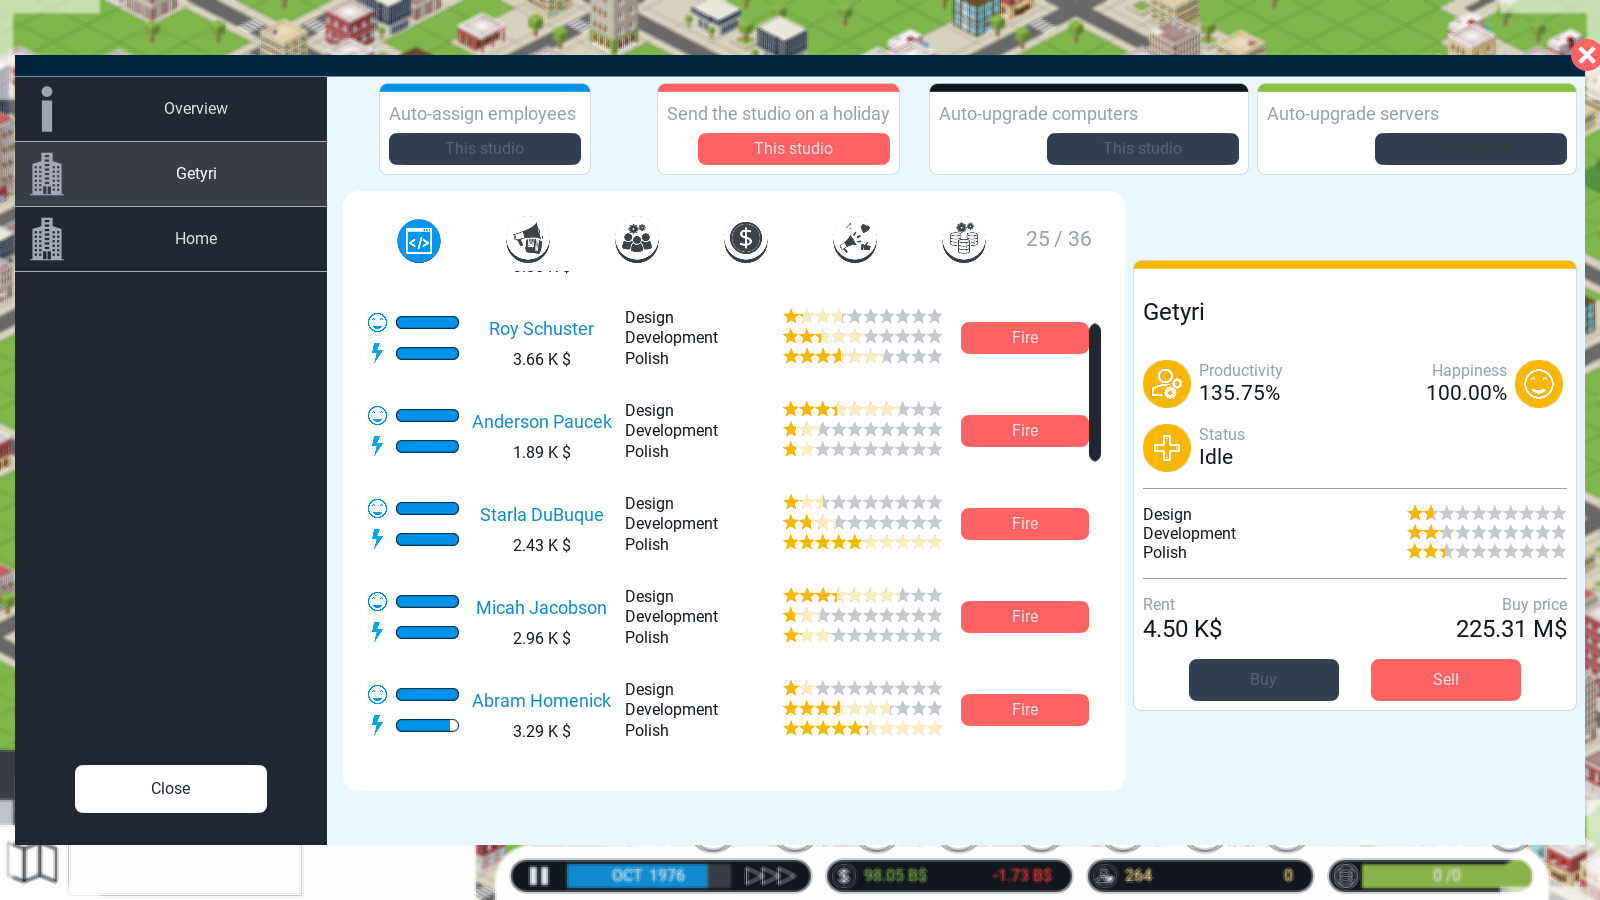 Overview
Getyri
Home
Close
Auto-assign employees
This studio
Send the studio on a holiday
This studio
Auto-upgrade computers
This studio
Auto-upgrade servers
25 / 36
Roy Schuster
3.66 K $
Design
Development
Polish
Fire
Anderson Paucek
1.89 K $
Design
Development
Polish
Fire
Starla DuBuque
2.43 K $
Design
Development
Polish
Fire
Micah Jacobson
2.96 K $
Design
Development
Polish
Fire
Abram Homenick
3.29 K $
Design
Development
Polish
Fire
Getyri
Productivity
135.75%
Happiness
100.00%
Status
Idle
Design
Development
Polish
Rent
4.50 K$
Buy price
225.31 M$
Buy
Sell
OCT 1976
98.05 B$
-1.73 B$
264
0
0 /0